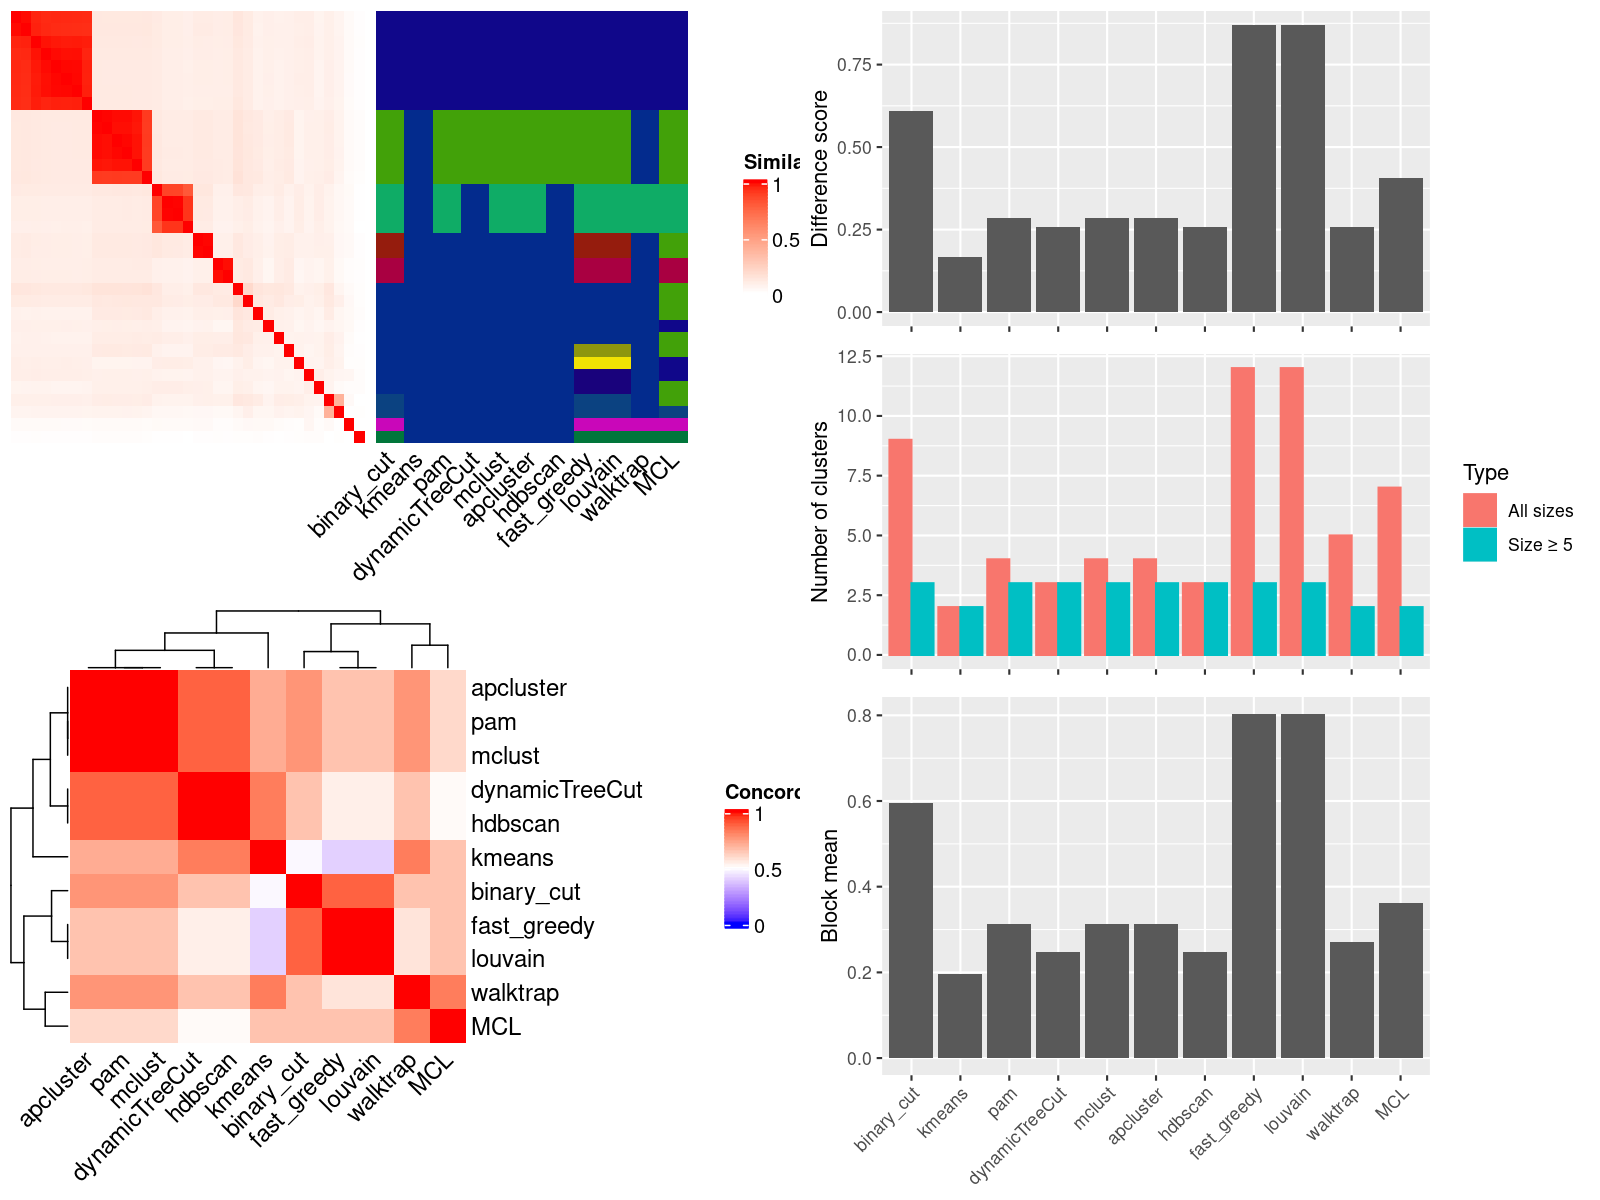 Simila
1
0.5
0
binary_cut
kmeans
pam
dynamicTreeCut
mclust
apcluster
hdbscan
fast_greedy
louvain
walktrap
MCL
apcluster
pam
mclust
dynamicTreeCut
hdbscan
kmeans
binary_cut
fast_greedy
louvain
walktrap
MCL
apcluster
pam
mclust
dynamicTreeCut
hdbscan
kmeans
binary_cut
fast_greedy
louvain
walktrap
MCL
Concord
1
0.5
0
Difference score
0.75
0.50
0.25
0.00
Number of clusters
12.5
10.0
7.5
5.0
2.5
0.0
Type
All sizes
Size ≥ 5
Block mean
0.8
0.6
0.4
0.2
0.0
binary_cut
kmeans
pam
dynamicTreeCut
mclust
apcluster
hdbscan
fast_greedy
louvain
walktrap
MCL